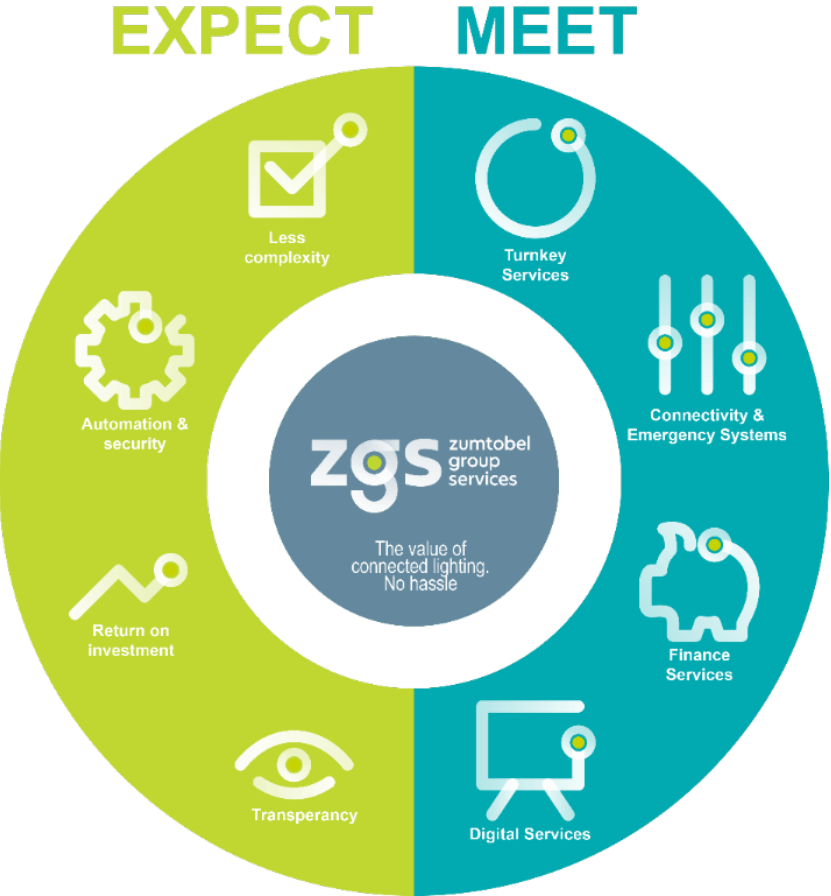 EXPECT MEET
Less
complexity
Automation &
security
Return on
investment
Transperancy
Turnkey
Services
Connectivity &
Emergency Systems
Finance
Services
Digital Services
zgs zumtobel
group
services
The value of
connected lighting.
No hassle